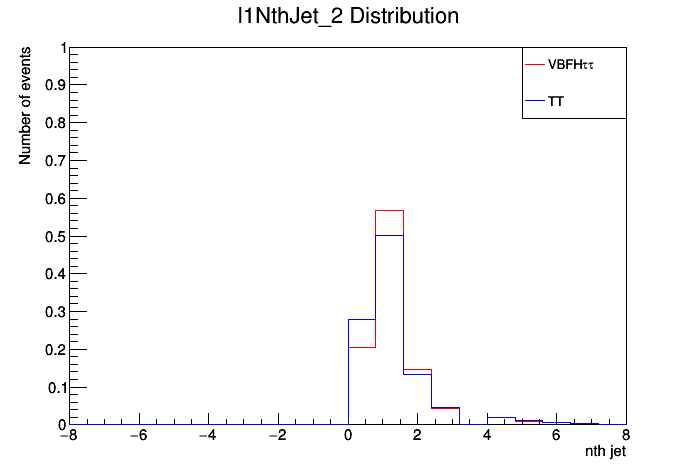 l1NthJet_2 Distribution
Number of events
VBFHττ
TT
1
0.9
0.8
0.7
0.6
0.5
0.4
0.3
0.2
0.1
0
−8 −6 −4 −2 0 2 4 6 8
nth jet